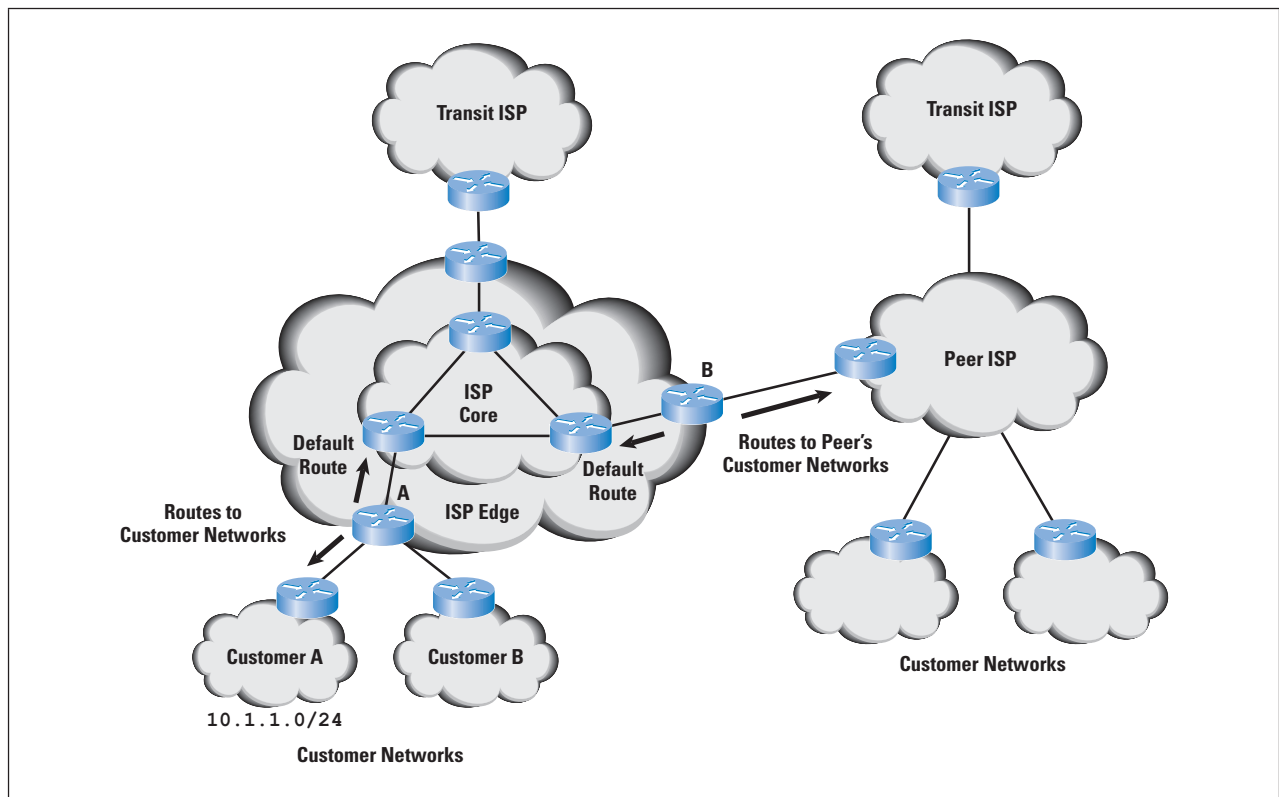 Transit ISP
Transit ISP
B
Peer ISP
ISP
Core
Default
Route
Routes to Peer's
Customer Networks
Default
Route
A
ISP Edge
Routes to
Customer Networks
Customer A
Customer B
Customer Networks
10.1.1.0/24
Customer Networks